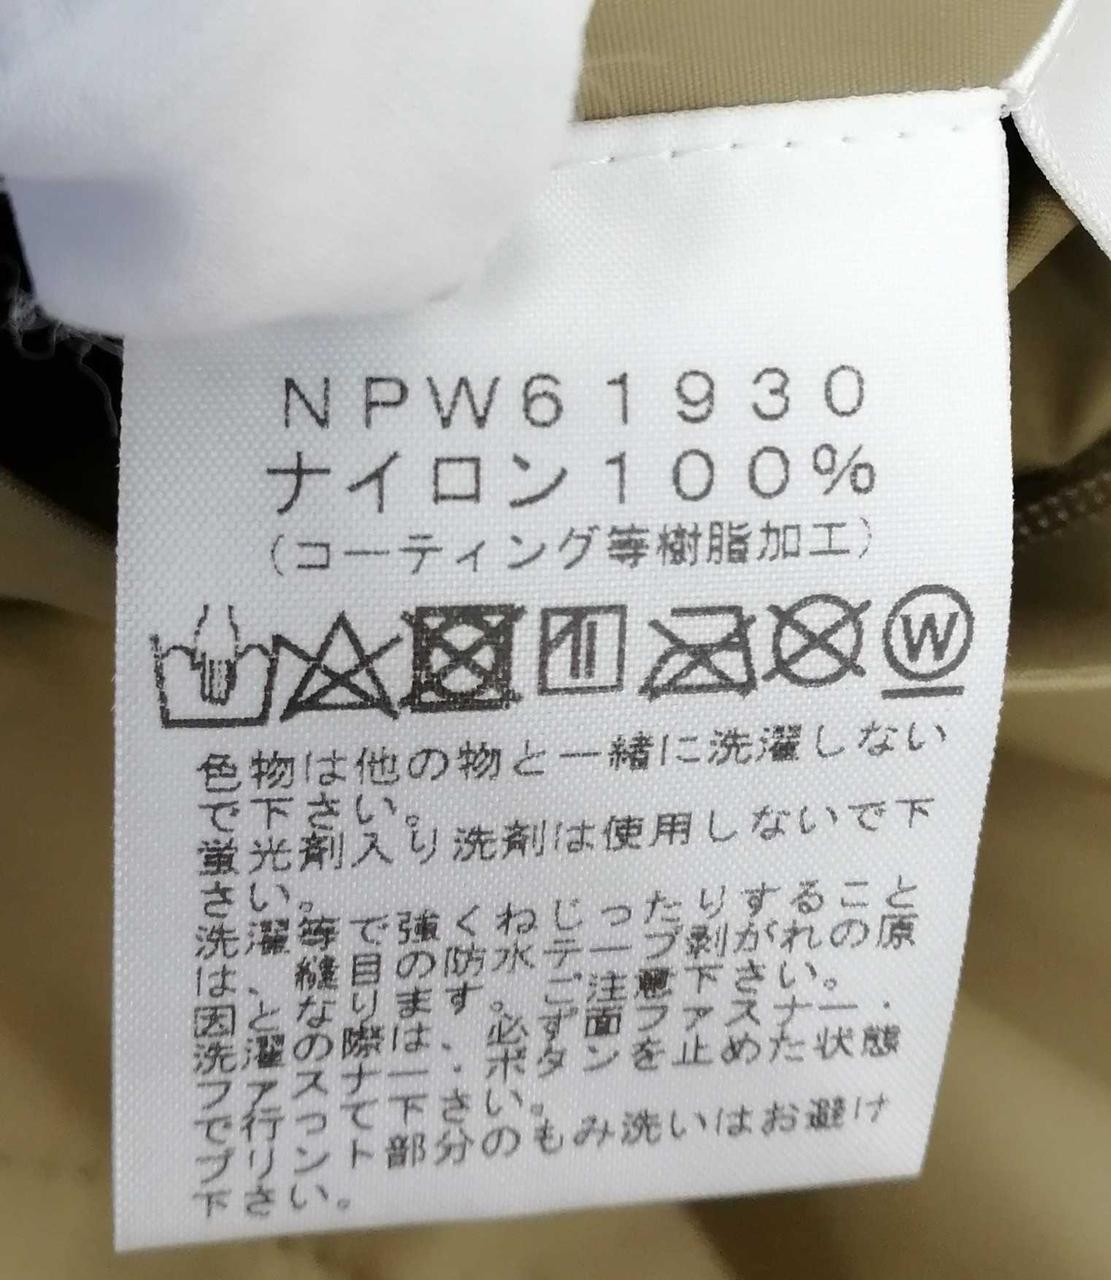 NPW61930
ナイロン100%
(コーティング等樹脂加工)
W
色物は他の物と一緒に洗濯しない
で下さい。
蛍光剤入り洗剤は使用しないで下
さい。
洗濯等で強くねじったりすること
は、縫目の防水テープ剥がれの原
因となります。ご注意下さい。
洗濯の際は、必ず面ファスナー・
ファスナー・ボタンを止めた状態
で行って下さい。
プリント部分のもみ洗いはお避け
下さい。